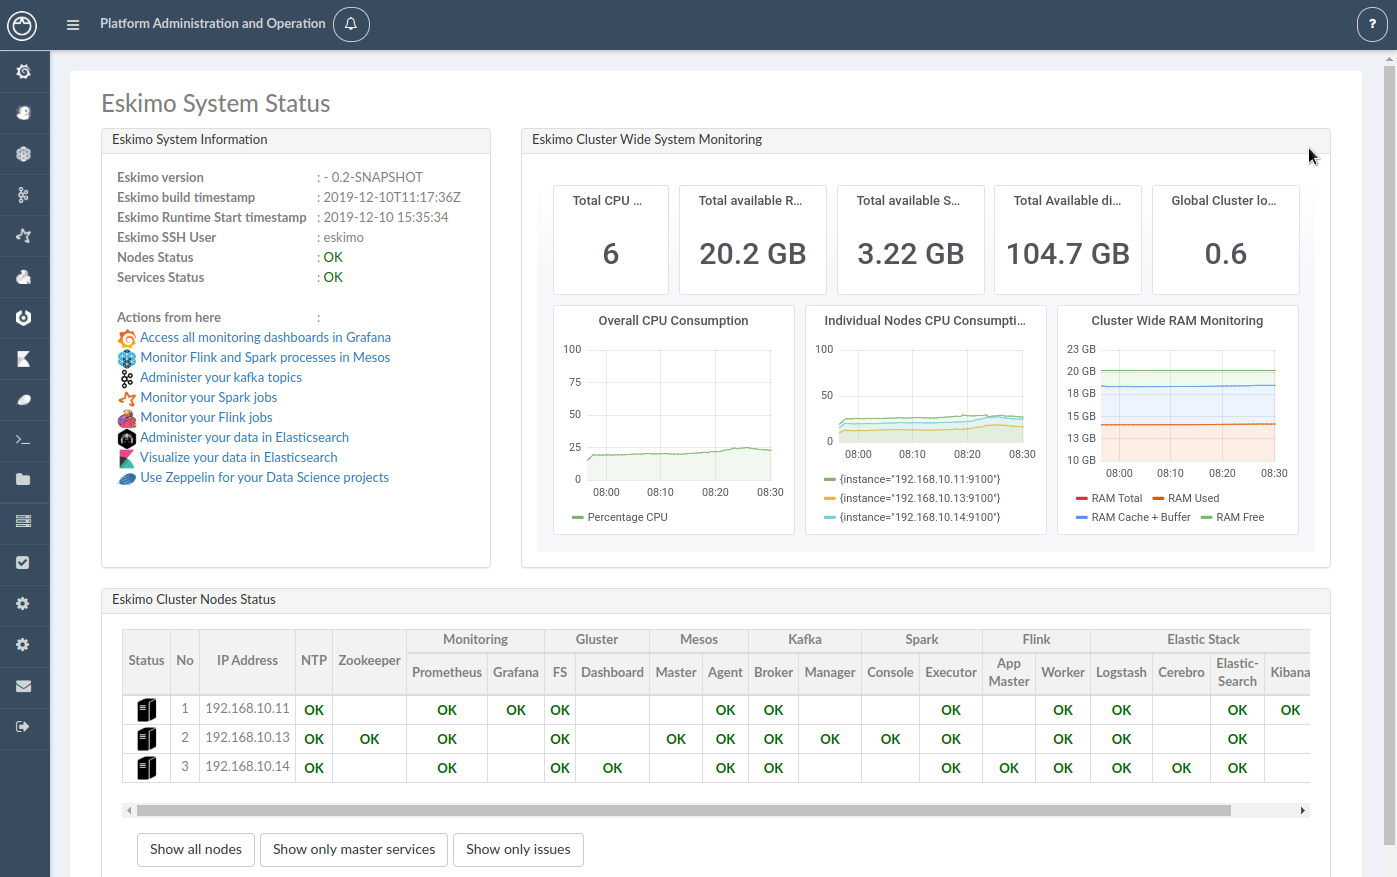 Platform Administration and Operation
?
Eskimo System Status
Eskimo System Information
Eskimo version : - 0.2-SNAPSHOT
Eskimo build timestamp : 2019-12-10T11:17:36Z
Eskimo Runtime Start timestamp : 2019-12-10 15:35:34
Eskimo SSH User : eskimo
Nodes Status : OK
Services Status : OK
Actions from here :
Access all monitoring dashboards in Grafana
Monitor Flink and Spark processes in Mesos
Administer your kafka topics
Monitor your Spark jobs
Monitor your Flink jobs
Administer your data in Elasticsearch
Visualize your data in Elasticsearch
Use Zeppelin for your Data Science projects
Eskimo Cluster Wide System Monitoring
Total CPU ...
6
Total available R...
20.2 GB
Total available S...
3.22 GB
Total Available di...
104.7 GB
Global Cluster lo...
0.6
Overall CPU Consumption
100
75
50
25
0
08:00 08:10 08:20 08:30
Percentage CPU
Individual Nodes CPU Consumpti...
100
50
0
08:00 08:10 08:20 08:30
{instance="192.168.10.11:9100"}
{instance="192.168.10.13:9100"}
{instance="192.168.10.14:9100"}
Cluster Wide RAM Monitoring
23 GB
20 GB
18 GB
15 GB
13 GB
10 GB
08:00 08:10 08:20 08:30
RAM Total RAM Used
RAM Cache + Buffer RAM Free
Eskimo Cluster Nodes Status
Status No IP Address NTP Zookeeper Monitoring Gluster Mesos Kafka Spark Flink Elastic Stack
Prometheus Grafana FS Dashboard Master Agent Broker Manager Console Executor App Master Worker Logstash Cerebro Elastic-Search Kibana
1 192.168.10.11 OK OK OK OK OK OK OK OK OK OK OK
2 192.168.10.13 OK OK OK OK OK OK OK OK OK OK OK OK OK
3 192.168.10.14 OK OK OK OK OK OK OK OK OK OK OK OK
Show all nodes Show only master services Show only issues